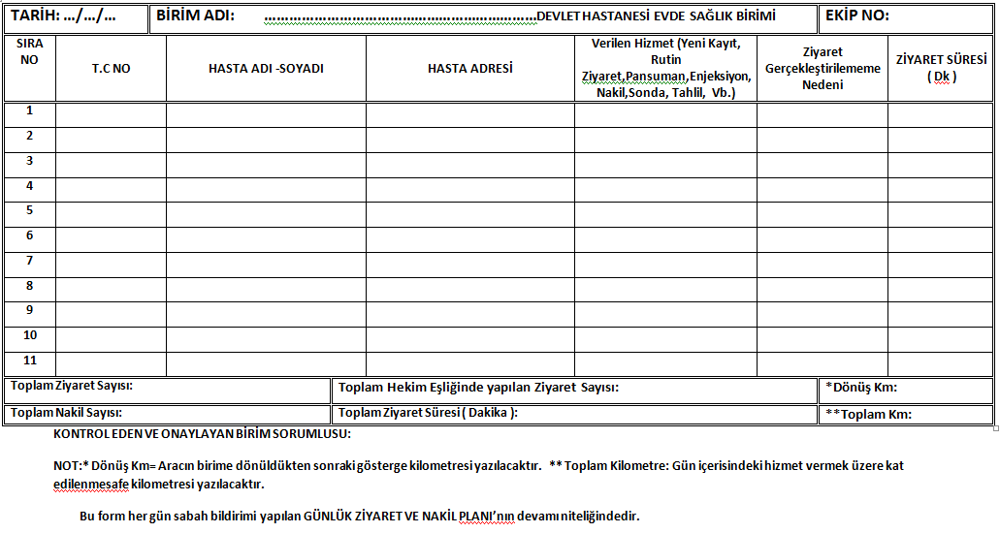 TARİH: .../.../... BİRİM ADI: ………………………………………………………DEVLET HASTANESİ EVDE SAĞLIK BİRİMİ EKİP NO:
SIRA NO T.C NO HASTA ADI -SOYADI HASTA ADRESİ Verilen Hizmet (Yeni Kayıt, Rutin Ziyaret,Pansuman,Enjeksiyon, Nakil,Sonda, Tahlil, Vb.) Ziyaret Gerçekleştirilememe Nedeni ZİYARET SÜRESİ ( Dk )
1
2
3
4
5
6
7
8
9
10
11
Toplam Ziyaret Sayısı: Toplam Hekim Eşliğinde yapılan Ziyaret Sayısı: *Dönüş Km:
Toplam Nakil Sayısı: Toplam Ziyaret Süresi ( Dakika ): **Toplam Km:
KONTROL EDEN VE ONAYLAYAN BİRİM SORUMLUSU:
NOT:* Dönüş Km= Aracın birime dönüldükten sonraki gösterge kilometresi yazılacaktır. ** Toplam Kilometre: Gün içerisindeki hizmet vermek üzere kat
edilenmesafe kilometresi yazılacaktır.
Bu form her gün sabah bildirimi yapılan GÜNLÜK ZİYARET VE NAKİL PLANI’nın devamı niteliğindedir.